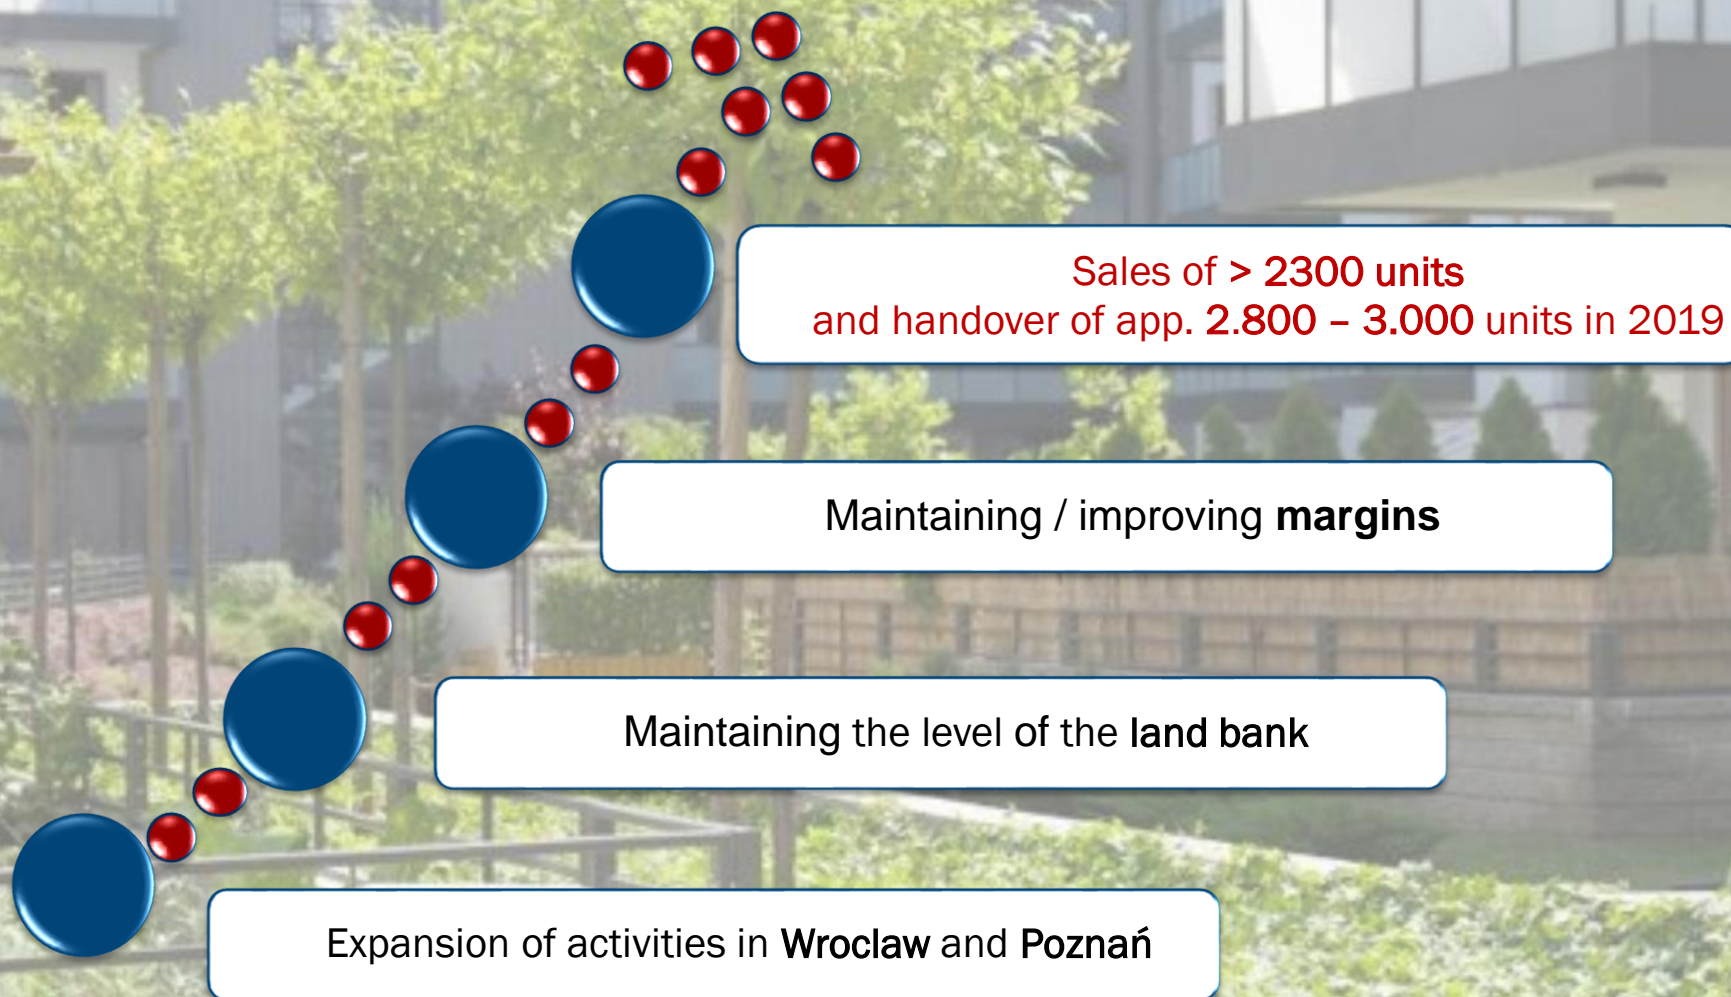 Sales of > 2300 units
and handover of app. 2.800 – 3.000 units in 2019
Maintaining / improving margins
Maintaining the level of the land bank
Expansion of activities in Wroclaw and Poznań